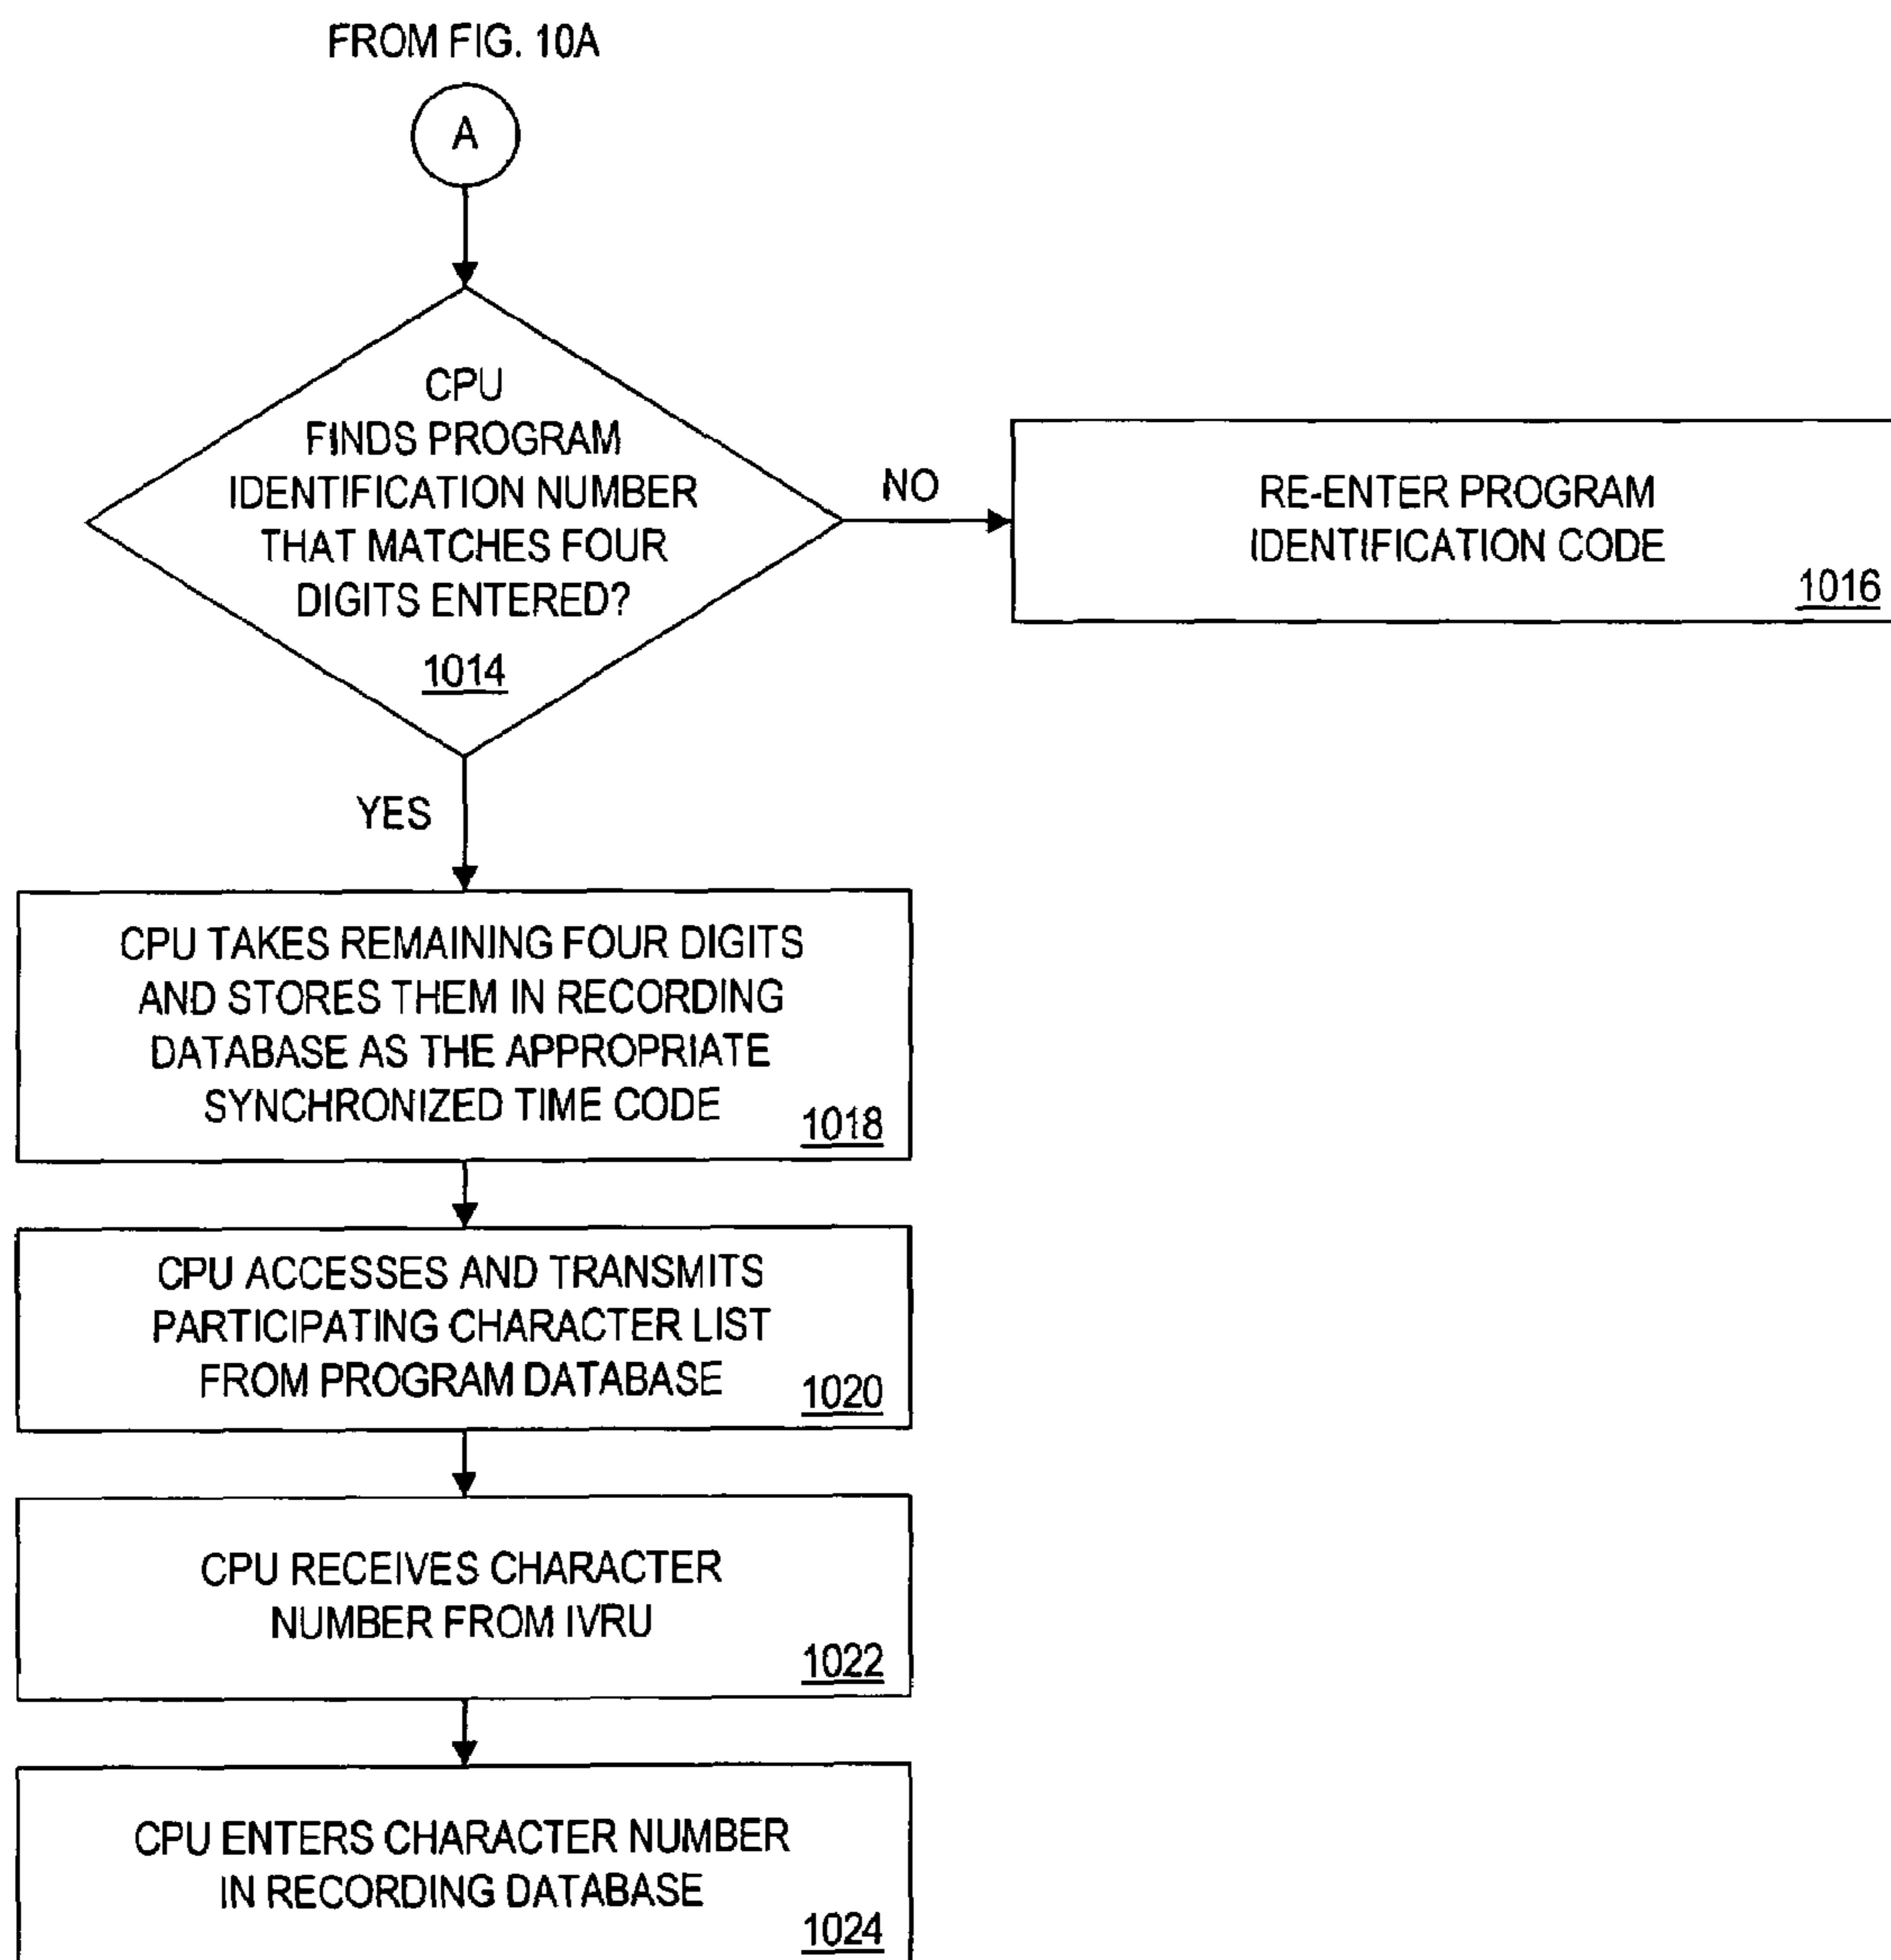 FROM FIG. 10A
A
CPU
FINDS PROGRAM
IDENTIFICATION NUMBER
THAT MATCHES FOUR
DIGITS ENTERED?
1014
NO
RE-ENTER PROGRAM
IDENTIFICATION CODE
1016
YES
CPU TAKES REMAINING FOUR DIGITS
AND STORES THEM IN RECORDING
DATABASE AS THE APPROPRIATE
SYNCHRONIZED TIME CODE
1018
CPU ACCESSES AND TRANSMITS
PARTICIPATING CHARACTER LIST
FROM PROGRAM DATABASE
1020
CPU RECEIVES CHARACTER
NUMBER FROM IVRU
1022
CPU ENTERS CHARACTER NUMBER
IN RECORDING DATABASE
1024